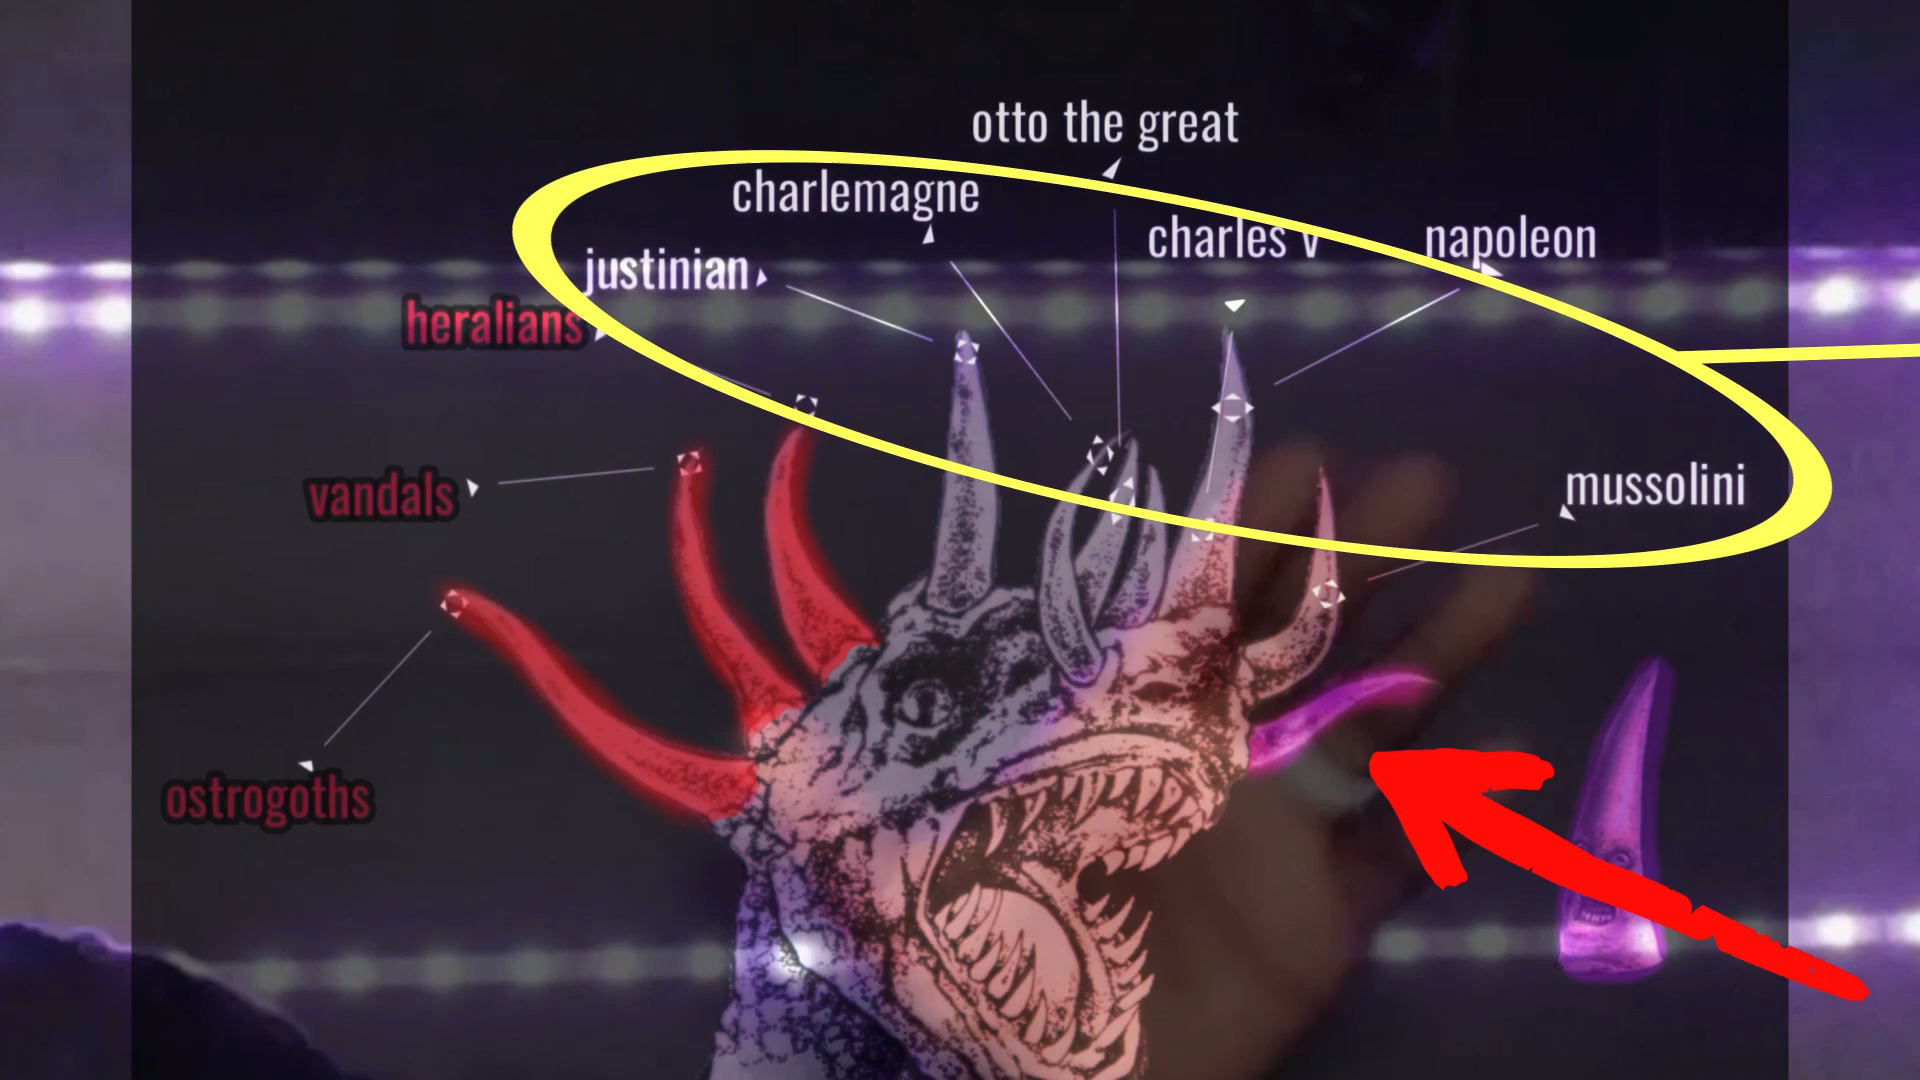 otto the great
charlemagne
charles v
napoleon
justinian
heralians
vandals
mussolini
ostrogoths